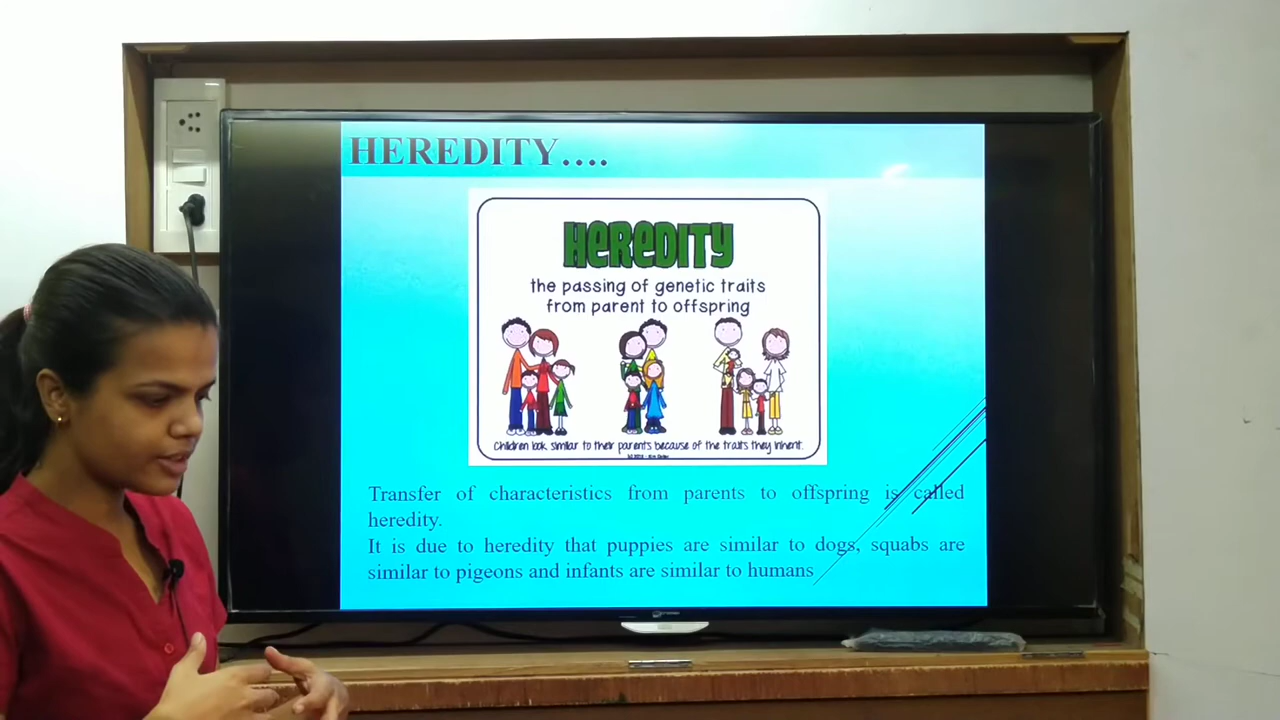 HEREDITY....
HEREDITY
the passing of genetic traits
from parent to offspring
Children look similar to their parents because of the traits they inherit.
Transfer of characteristics from parents to offspring is called
heredity.
It is due to heredity that puppies are similar to dogs, squabs are
similar to pigeons and infants are similar to humans